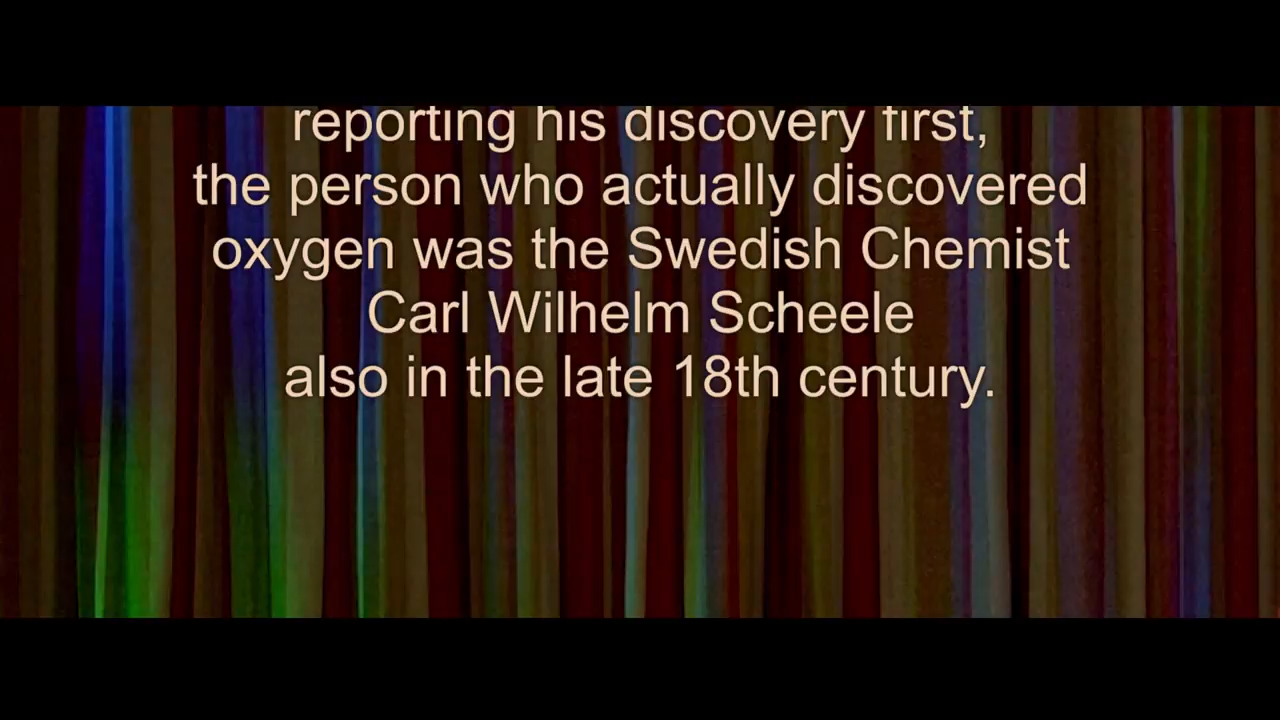 reporting his discovery first,
the person who actually discovered
oxygen was the Swedish Chemist
Carl Wilhelm Scheele
also in the late 18th century.